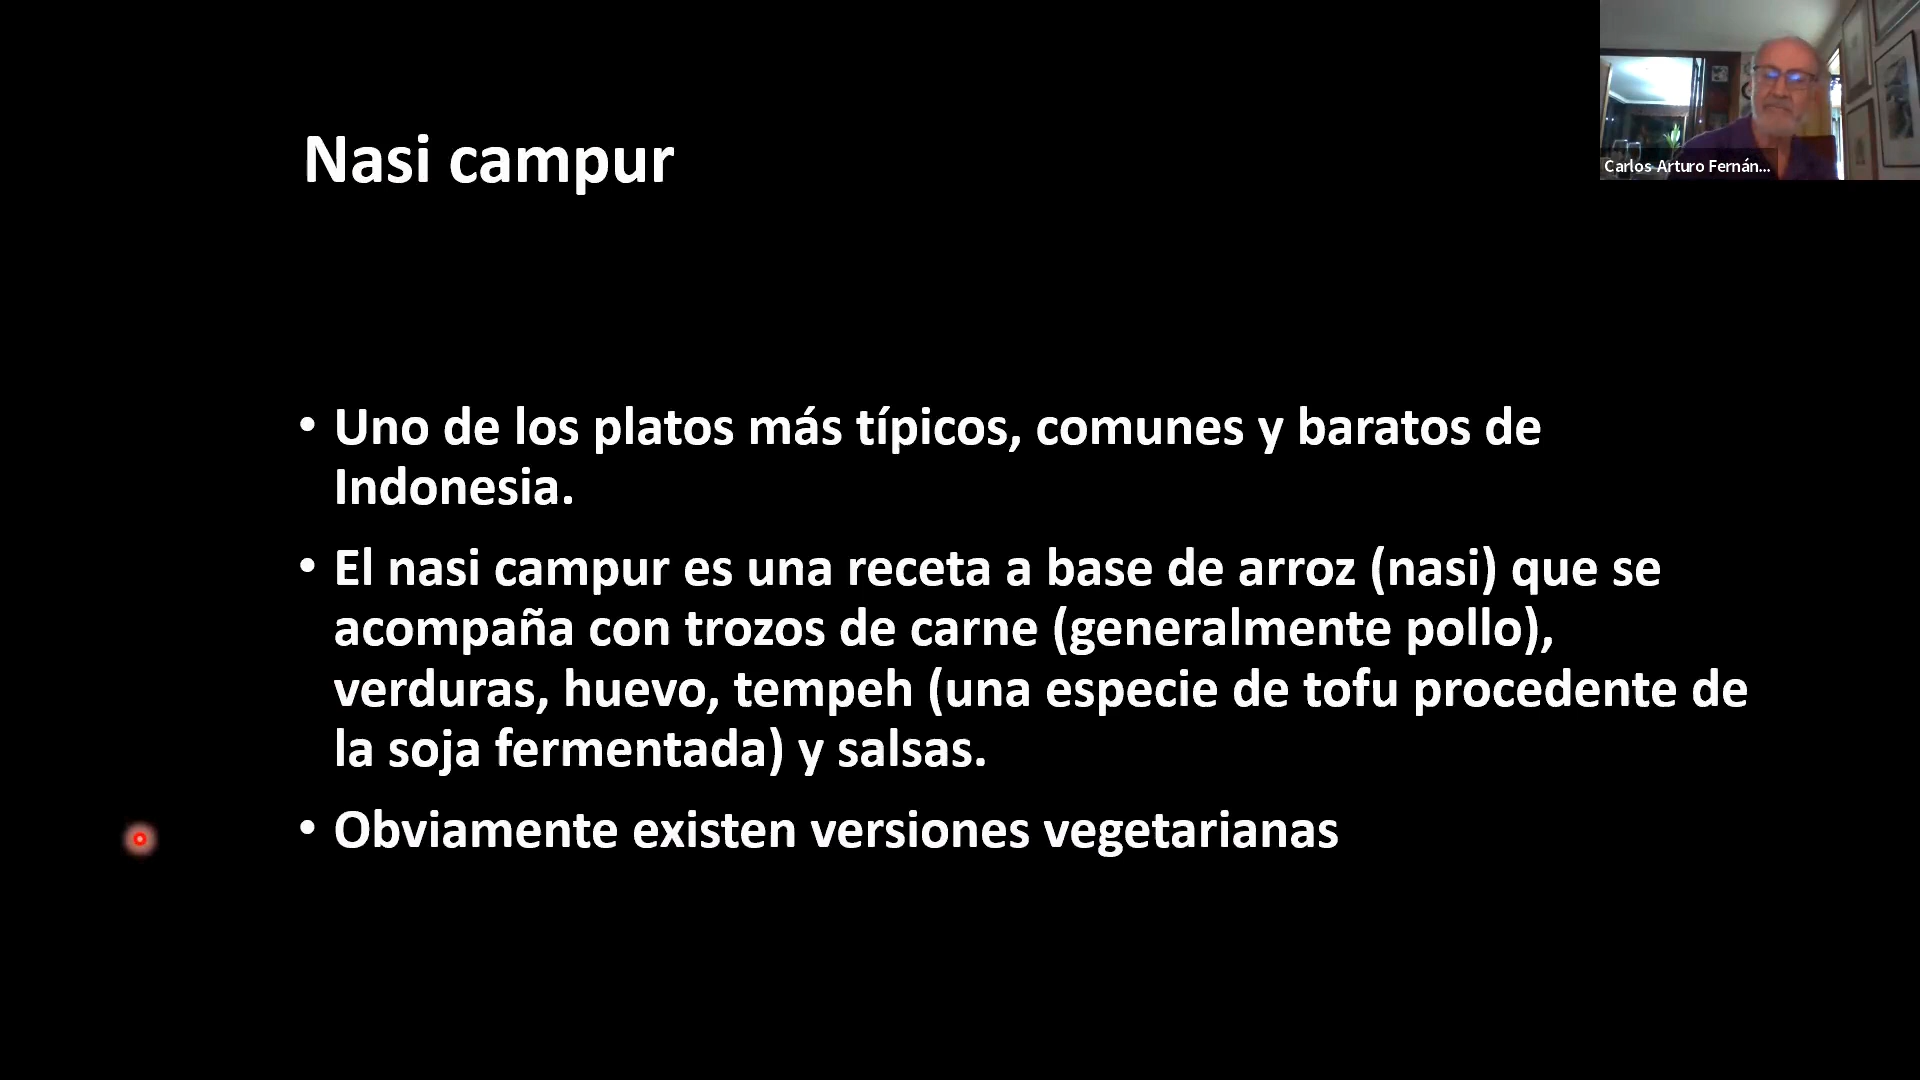 Nasi campur
Carlos Arturo Fernán...
• Uno de los platos más típicos, comunes y baratos de
Indonesia.
• El nasi campur es una receta a base de arroz (nasi) que se
acompaña con trozos de carne (generalmente pollo),
verduras, huevo, tempeh (una especie de tofu procedente de
la soja fermentada) y salsas.
• Obviamente existen versiones vegetarianas